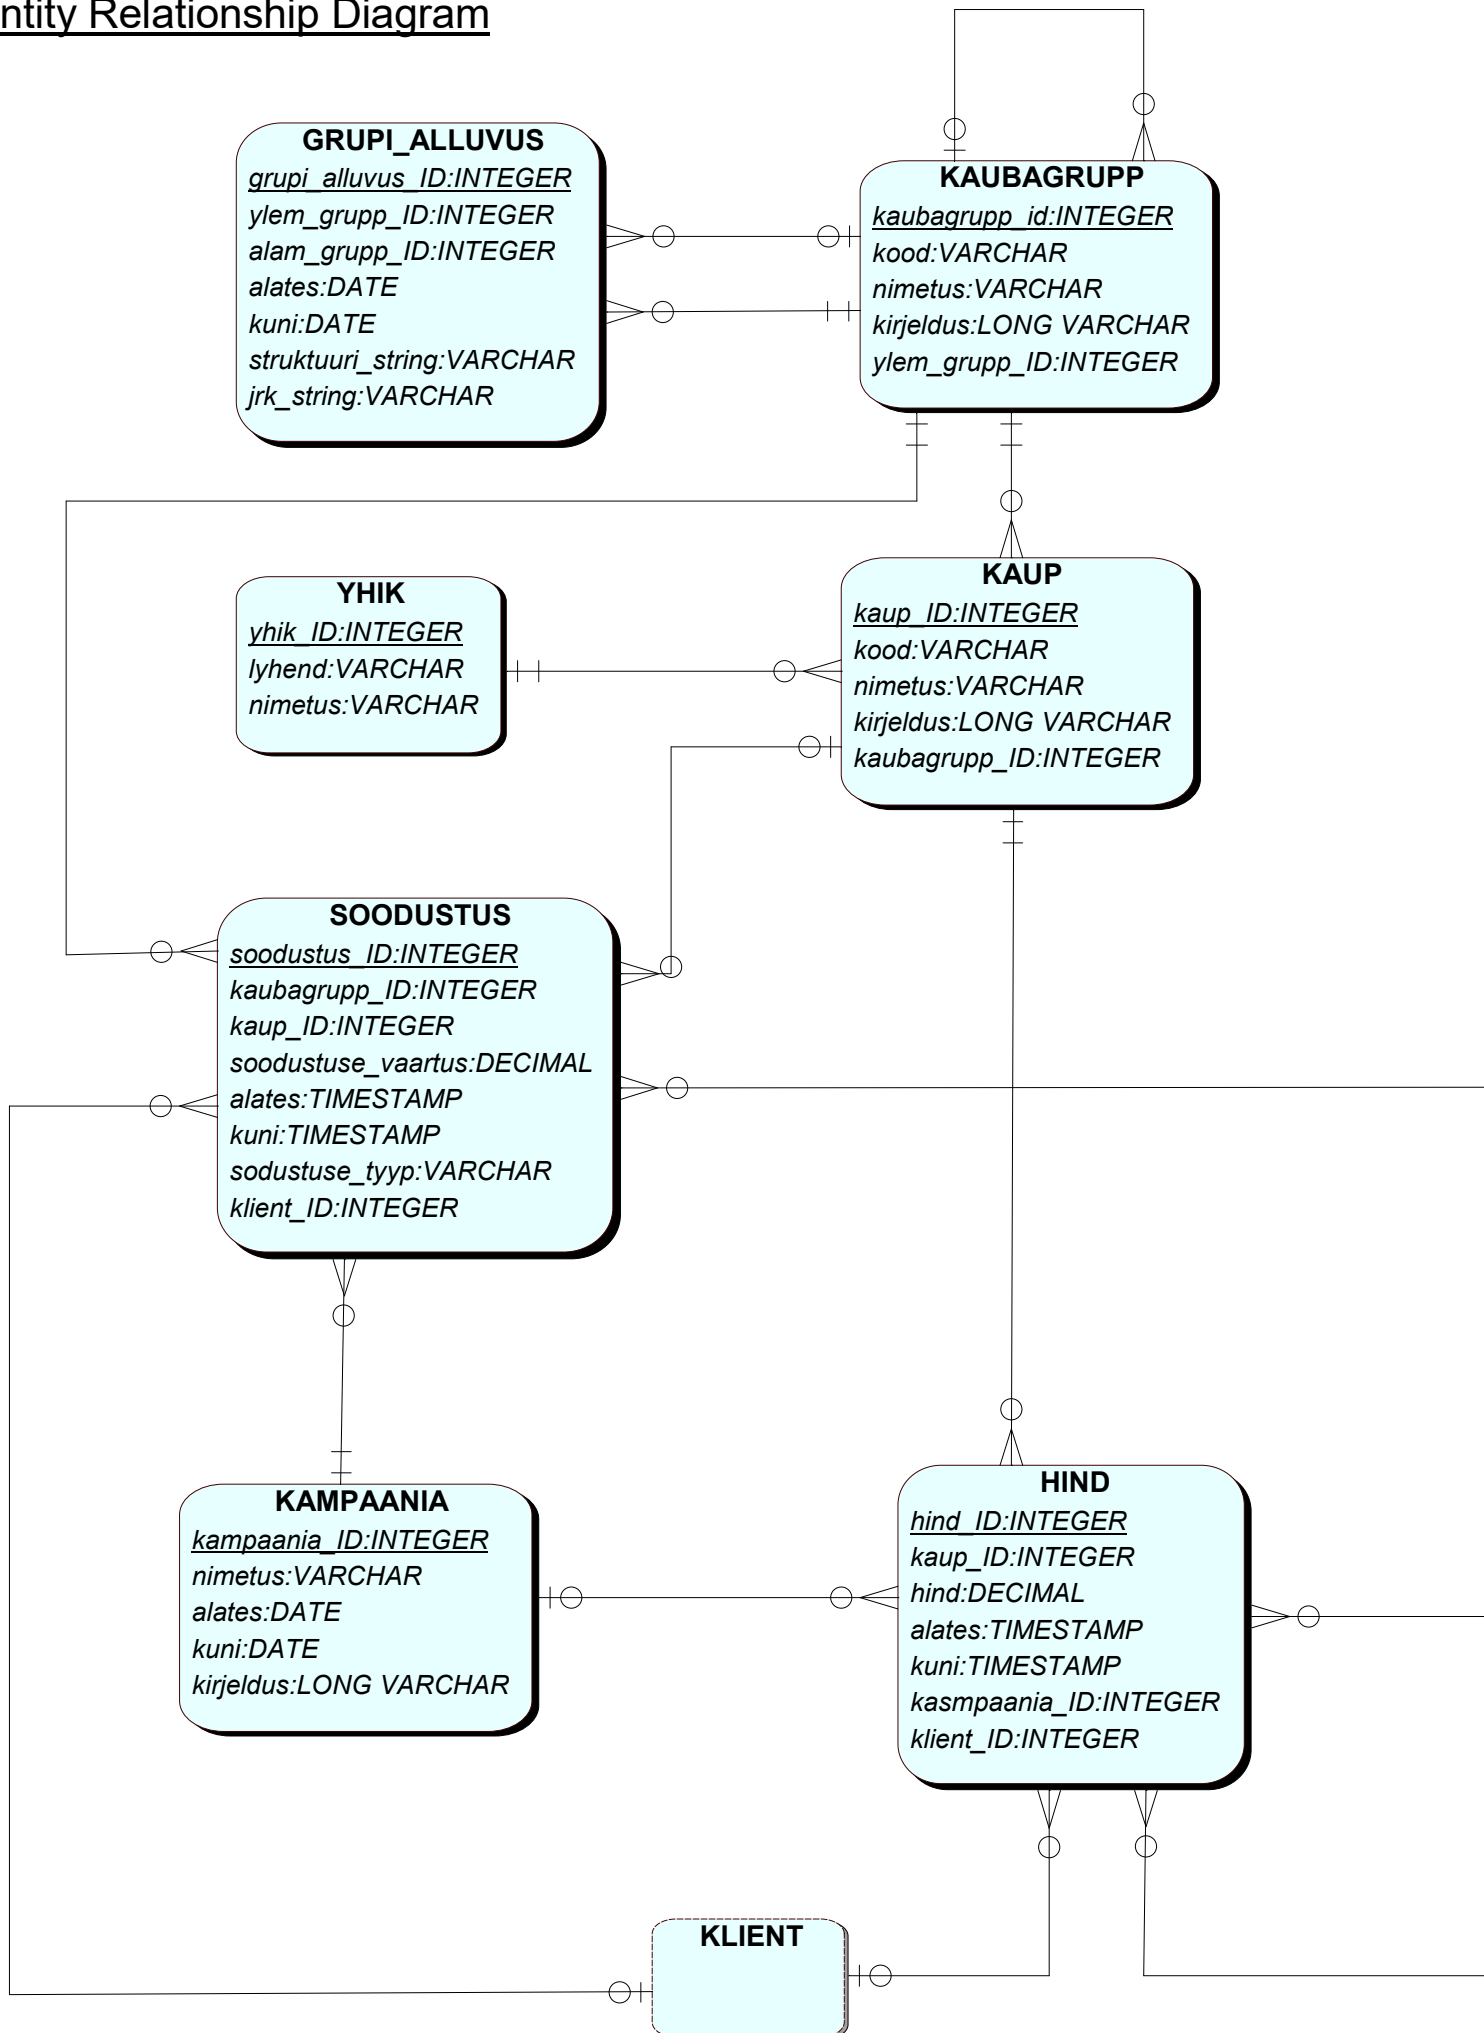 ntity Relationship Diagram
GRUPI_ALLUVUS
grupi_alluvus_ID:INTEGER
ylem_grupp_ID:INTEGER
alam_grupp_ID:INTEGER
alates:DATE
kuni:DATE
struktuuri_string:VARCHAR
jrk_string:VARCHAR
KAUBAGRUPP
kaubagrupp_id:INTEGER
kood:VARCHAR
nimetus:VARCHAR
kirjeldus:LONG VARCHAR
ylem_grupp_ID:INTEGER
YHIK
yhik_ID:INTEGER
lyhend:VARCHAR
nimetus:VARCHAR
KAUP
kaup_ID:INTEGER
kood:VARCHAR
nimetus:VARCHAR
kirjeldus:LONG VARCHAR
kaubagrupp_ID:INTEGER
SOODUSTUS
soodustus_ID:INTEGER
kaubagrupp_ID:INTEGER
kaup_ID:INTEGER
soodustuse_vaartus:DECIMAL
alates:TIMESTAMP
kuni:TIMESTAMP
sodustuse_tyyp:VARCHAR
klient_ID:INTEGER
KAMPAANIA
kampaania_ID:INTEGER
nimetus:VARCHAR
alates:DATE
kuni:DATE
kirjeldus:LONG VARCHAR
HIND
hind_ID:INTEGER
kaup_ID:INTEGER
hind:DECIMAL
alates:TIMESTAMP
kuni:TIMESTAMP
kasmpaania_ID:INTEGER
klient_ID:INTEGER
KLIENT